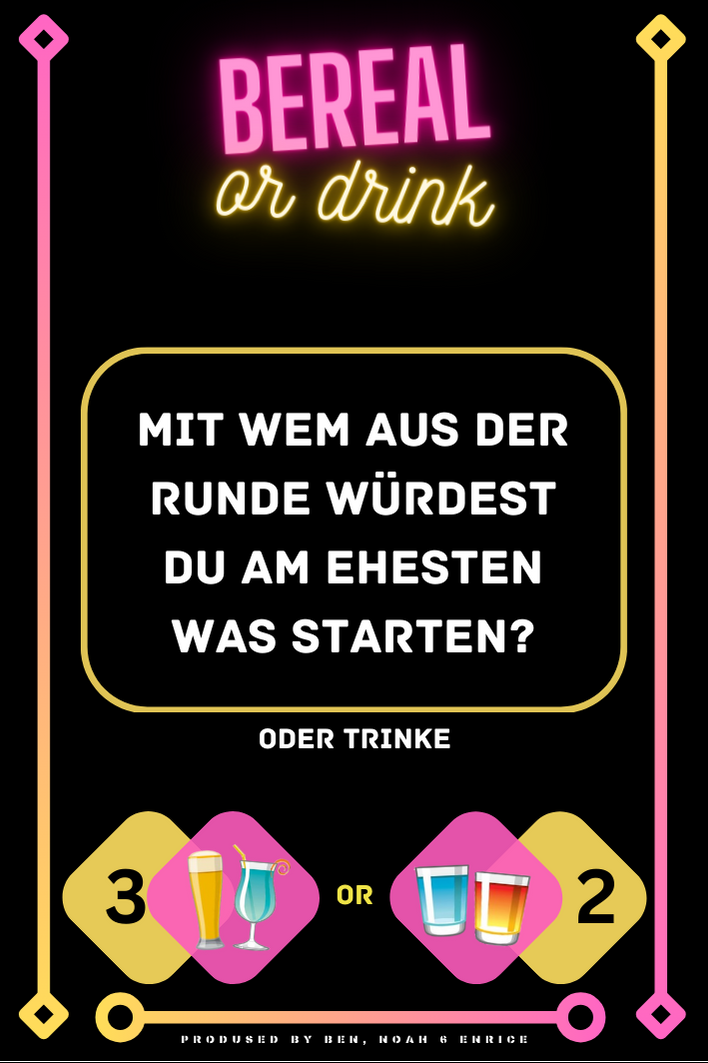 BEREAL
or drink
MIT WEM AUS DER
RUNDE WÜRDEST
DU AM EHESTEN
WAS STARTEN?
ODER TRINKE
3 OR 2
PRODUSED BY BEN, NOAH & ENRICE